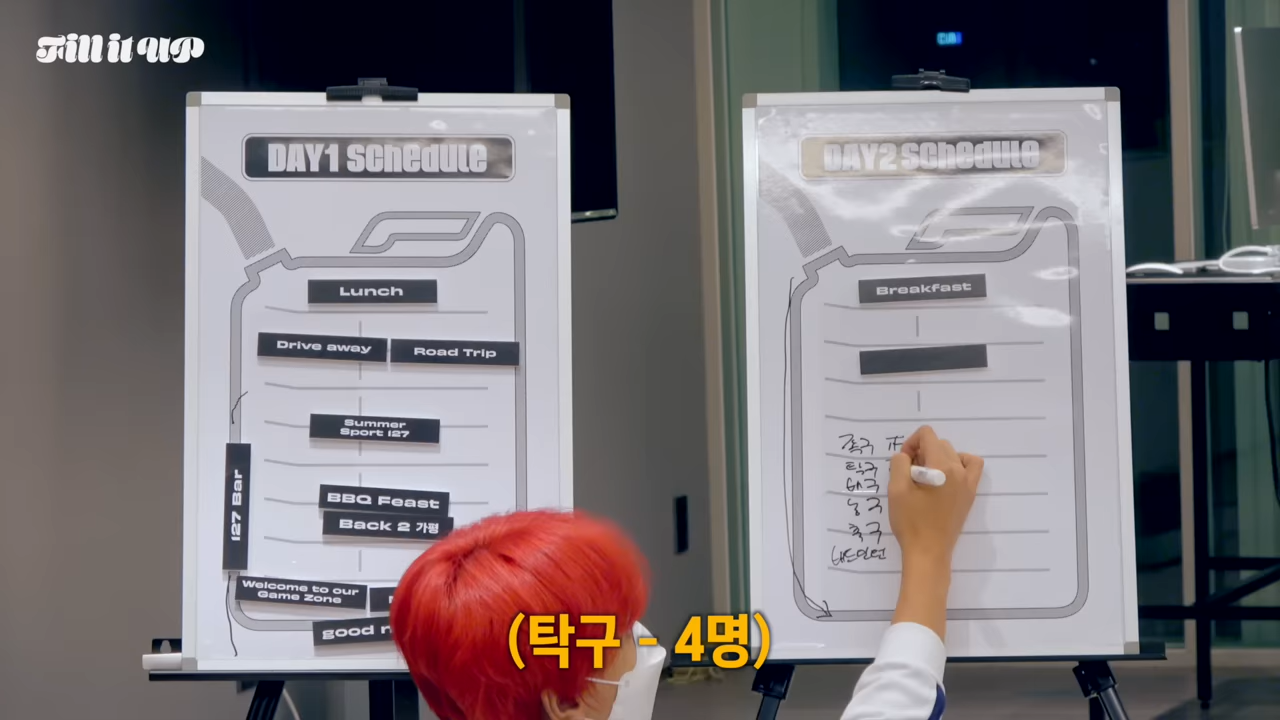 Fill it UP
DAY1 Schedule
Lunch
Drive away
Road Trip
Summer
Sport 127
BBQ Feast
Back 2 가평
127 Bar
Welcome to our
Game Zone
good n
DAY2 Schedule
Breakfast
족구
탁구
농구
축구
배드민턴
(탁구 - 4명)